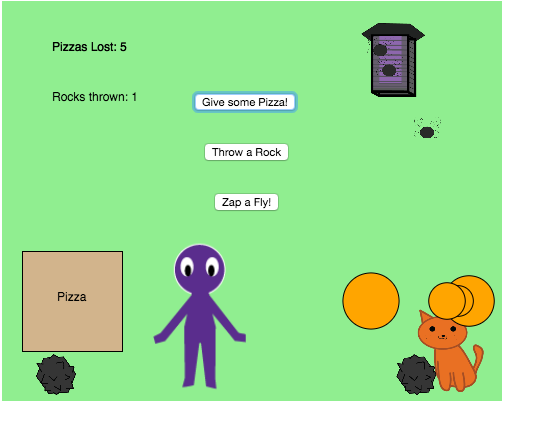 Pizzas Lost: 5
Rocks thrown: 1
Give some Pizza!
Throw a Rock
Zap a Fly!
Pizza